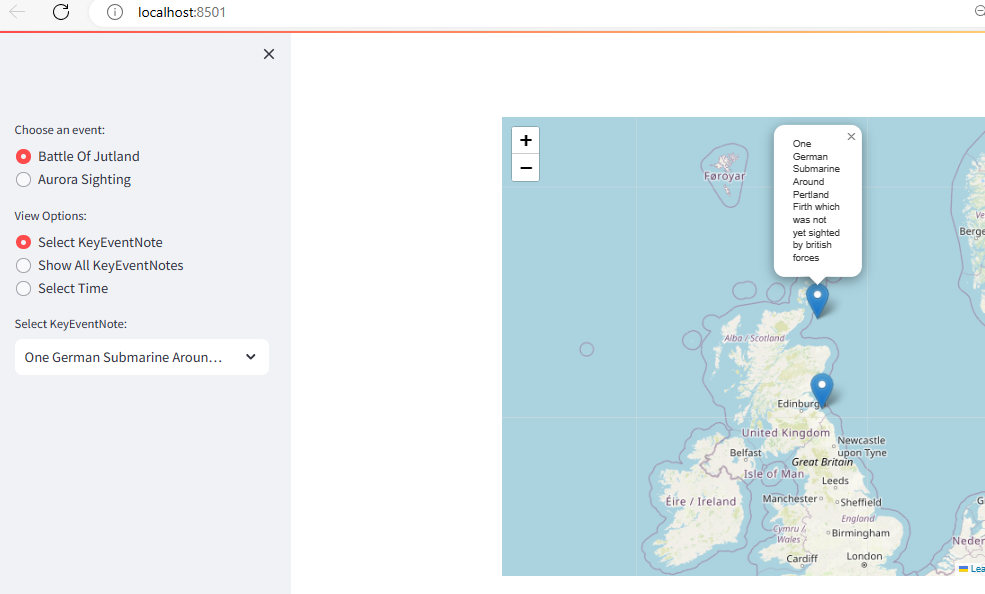 localhost:8501
Choose an event:
Battle Of Jutland
Aurora Sighting
View Options:
Select KeyEventNote
Show All KeyEventNotes
Select Time
Select KeyEventNote:
One German Submarine Aroun...
+
−
One
German
Submarine
Around
Pertland
Firth which
was not
yet sighted
by british
forces
Føroyar
Alba / Scotland
Edinburg
United Kingdom
Newcastle
upon Tyne
Belfast
Great Britain
Isle of Man
Leeds
Éire / Ireland
Manchester
Sheffield
England
Cymru /
Wales
Birmingham
Cardiff
London
Berge
Neder
Lea